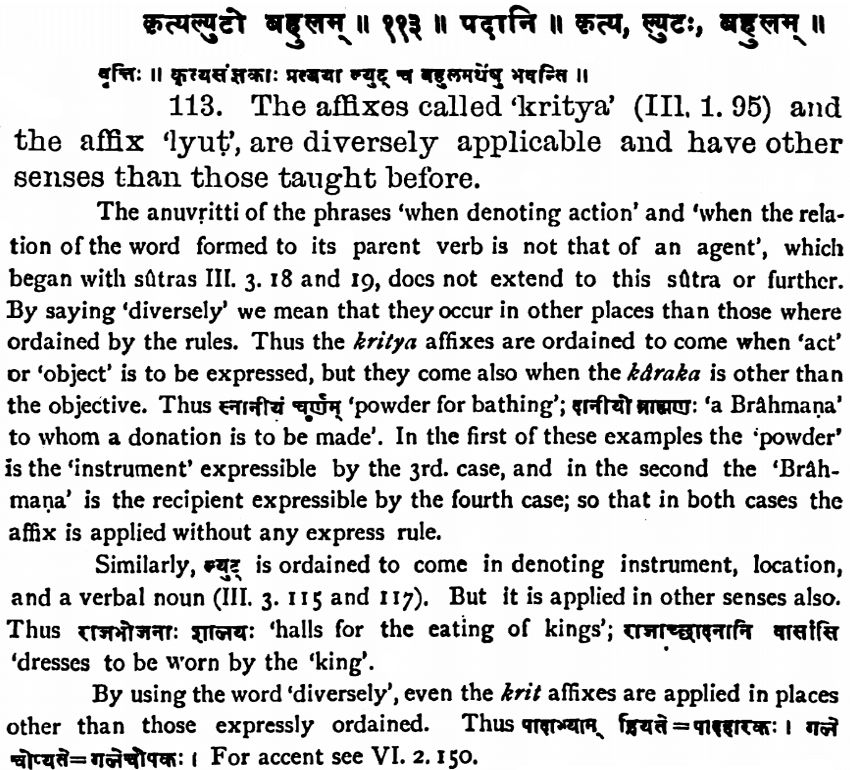 कृत्यल्युटो बहुलम् ॥ ११३ ॥ पदानि ॥ कृत्य, ल्युटः, बहुलम् ॥
वृत्तिः ॥ कृत्यसंज्ञकाः प्रत्यया ल्युट् च बहुलमर्थेषु भवन्ति ॥
113. The affixes called ‘kritya’ (III. 1. 95) and
the affix ‘lyuṭ’, are diversely applicable and have other
senses than those taught before.
The anuvṛitti of the phrases ‘when denoting action’ and ‘when the rela-
tion of the word formed to its parent verb is not that of an agent’, which
began with sûtras III. 3. 18 and 19, does not extend to this sûtra or further.
By saying ‘diversely’ we mean that they occur in other places than those where
ordained by the rules. Thus the kritya affixes are ordained to come when ‘act’
or ‘object’ is to be expressed, but they come also when the kâraka is other than
the objective. Thus स्नानीयं चूर्णम् ‘powder for bathing’; दानीयो ब्राह्मणः ‘a Brâhmaṇa’
to whom a donation is to be made’. In the first of these examples the ‘powder’
is the ‘instrument’ expressible by the 3rd. case, and in the second the ‘Brâh-
maṇa’ is the recipient expressible by the fourth case; so that in both cases the
affix is applied without any express rule.
Similarly, ल्युट् is ordained to come in denoting instrument, location,
and a verbal noun (III. 3. 115 and 117). But it is applied in other senses also.
Thus राजभोजनाः शालयः ‘halls for the eating of kings’; राजाच्छादनानि वासांसि
‘dresses to be worn by the ‘king’.
By using the word ‘diversely’, even the krit affixes are applied in places
other than those expressly ordained. Thus पादाभ्याम् ह्रियते=पादहारकः । गले
चोप्यते=गलेचोपकः । For accent see VI. 2. 150.